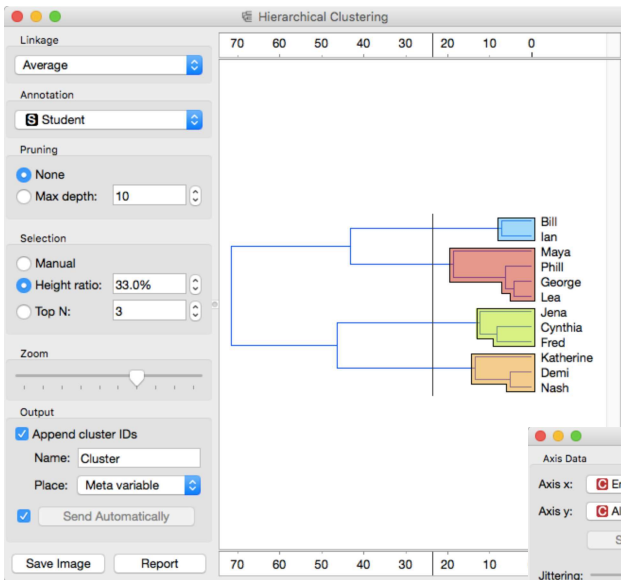 Hierarchical Clustering
Linkage
Average
Annotation
S Student
Pruning
None
Max depth: 10
Selection
Manual
Height ratio: 33.0%
Top N: 3
Zoom
Output
Append cluster IDs
Name: Cluster
Place: Meta variable
Send Automatically
Save Image Report
70 60 50 40 30 20 10 0
Bill
Ian
Maya
Phill
George
Lea
Jena
Cynthia
Fred
Katherine
Demi
Nash
70 60 50 40 30 20 10
Axis Data
Axis x: C En
Axis y: C Al
S
Jittering: